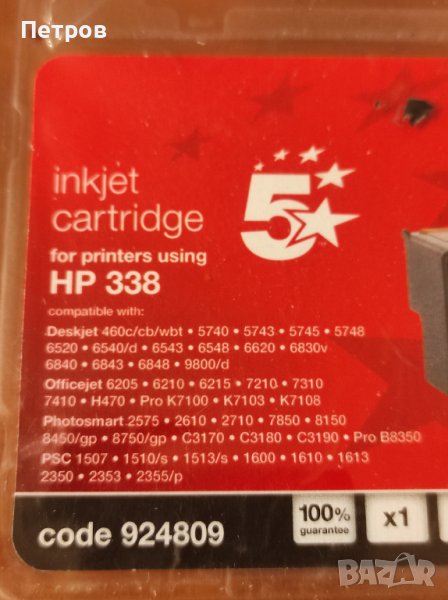 Петров
inkjet
cartridge
5
™
for printers using
HP 338
compatible with:
Deskjet 460c/cb/wbt • 5740 • 5743 • 5745 • 5748
6520 • 6540/d • 6543 • 6548 • 6620 • 6830v
6840 • 6843 • 6848 • 9800/d
Officejet 6205 • 6210 • 6215 • 7210 • 7310
7410 • H470 • Pro K7100 • K7103 • K7108
Photosmart 2575 • 2610 • 2710 • 7850 • 8150
8450/gp • 8750/gp • C3170 • C3180 • C3190 • Pro B8350
PSC 1507 • 1510/s • 1513/s • 1600 • 1610 • 1613
2350 • 2353 • 2355/p
code 924809
100%
guarantee
x1
BAZAR